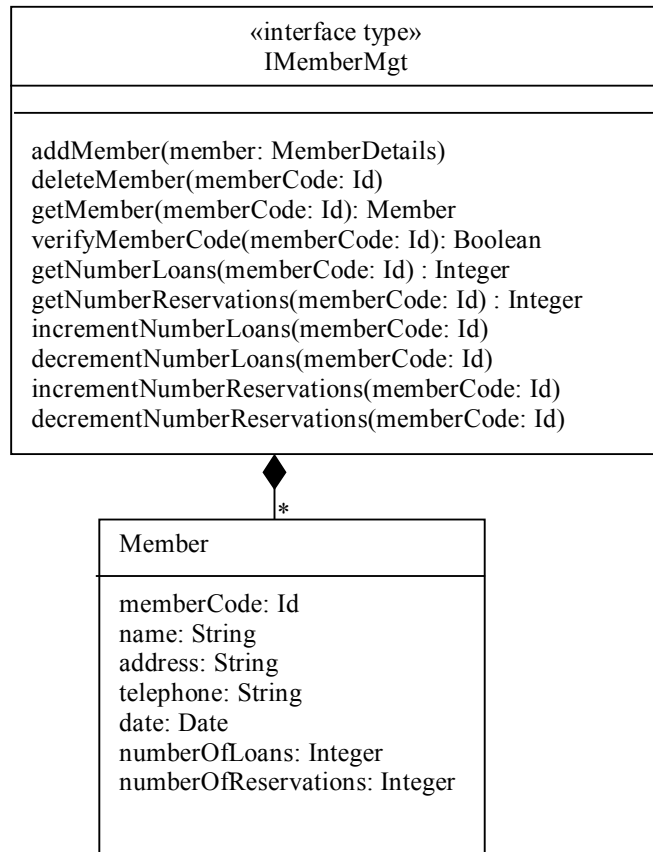 «interface type»
IMemberMgt
addMember(member: MemberDetails)
deleteMember(memberCode: Id)
getMember(memberCode: Id): Member
verifyMemberCode(memberCode: Id): Boolean
getNumberLoans(memberCode: Id) : Integer
getNumberReservations(memberCode: Id) : Integer
incrementNumberLoans(memberCode: Id)
decrementNumberLoans(memberCode: Id)
incrementNumberReservations(memberCode: Id)
decrementNumberReservations(memberCode: Id)
*
Member
memberCode: Id
name: String
address: String
telephone: String
date: Date
numberOfLoans: Integer
numberOfReservations: Integer